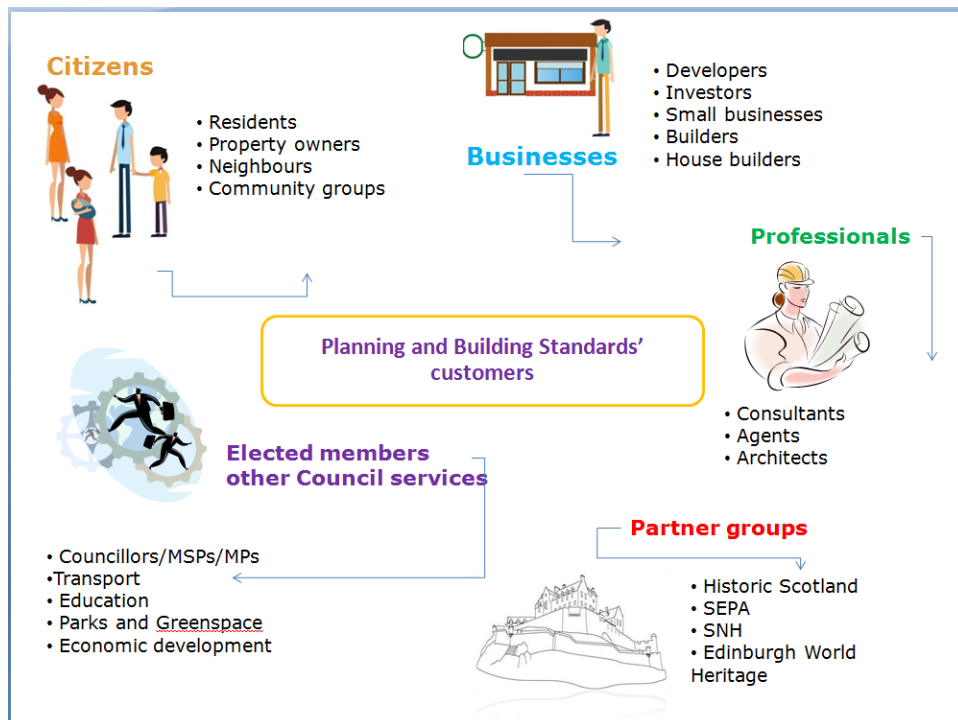 Citizens
• Residents
• Property owners
• Neighbours
• Community groups
Businesses
• Developers
• Investors
• Small businesses
• Builders
• House builders
Professionals
• Consultants
• Agents
• Architects
Planning and Building Standards’
customers
Elected members
other Council services
• Councillors/MSPs/MPs
•Transport
• Education
• Parks and Greenspace
• Economic development
Partner groups
• Historic Scotland
• SEPA
• SNH
• Edinburgh World
Heritage